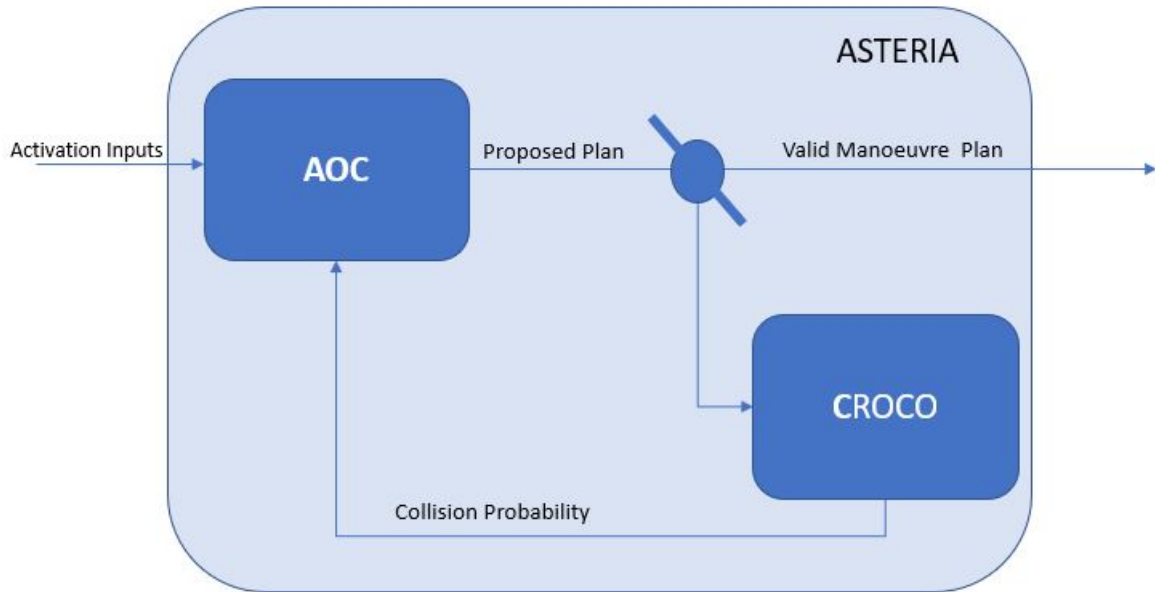 ASTERIA
Activation Inputs
AOC
Proposed Plan
Valid Manoeuvre Plan
CROCO
Collision Probability